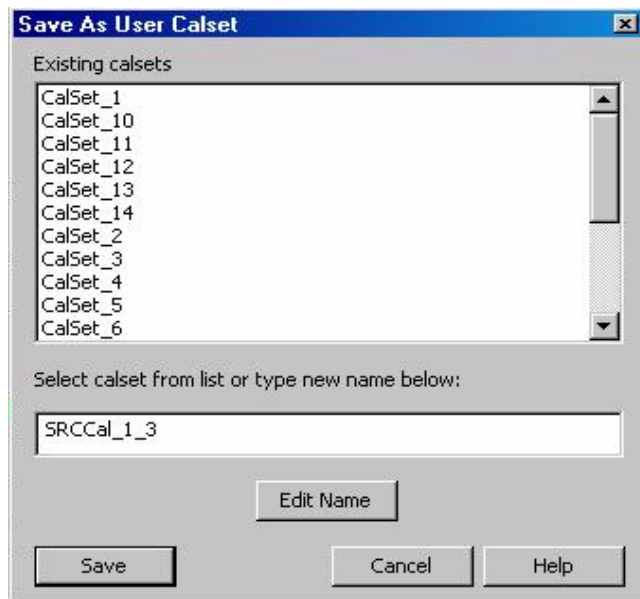 Save As User Calset
Existing calsets
CalSet_1
CalSet_10
CalSet_11
CalSet_12
CalSet_13
CalSet_14
CalSet_2
CalSet_3
CalSet_4
CalSet_5
CalSet_6
Select calset from list or type new name below:
SRCCal_1_3
Edit Name
Save Cancel Help